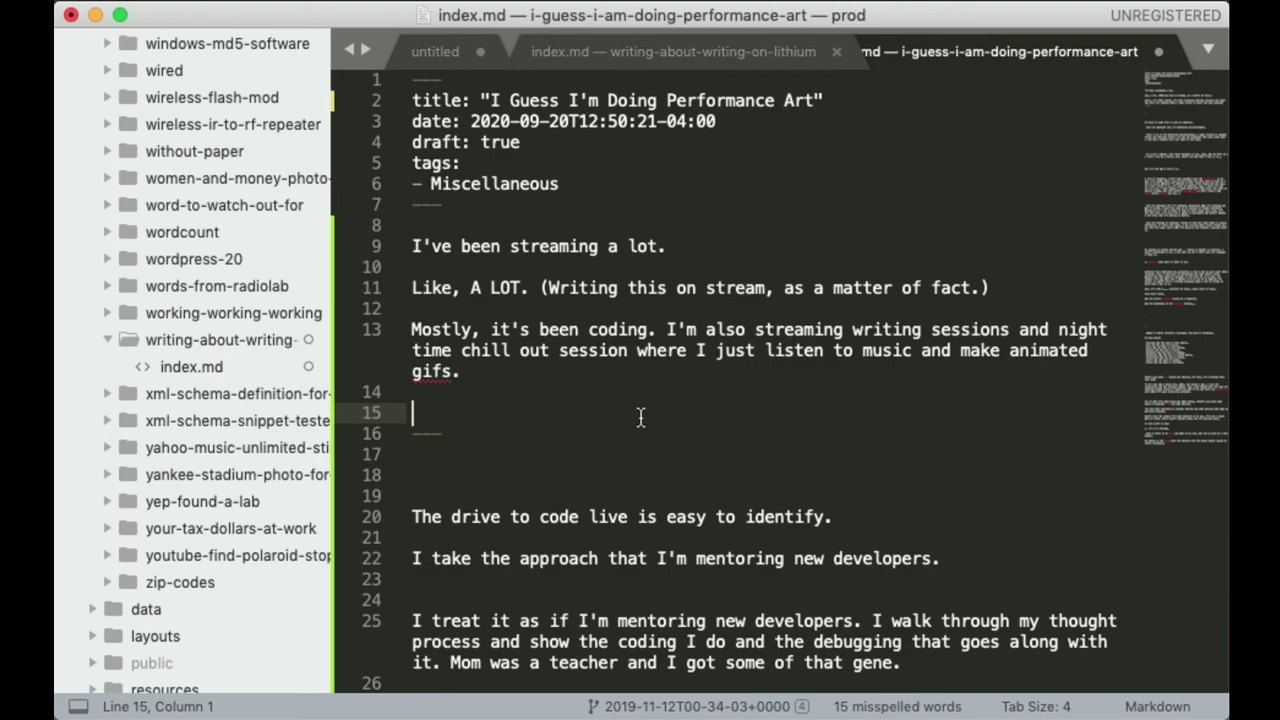 index.md — i-guess-i-am-doing-performance-art — prod
UNREGISTERED
untitled
index.md — writing-about-writing-on-lithium
md — i-guess-i-am-doing-performance-art
windows-md5-software
wired
wireless-flash-mod
wireless-ir-to-rf-repeater
without-paper
women-and-money-photo-
word-to-watch-out-for
wordcount
wordpress-20
words-from-radiolab
working-working-working
writing-about-writing-
index.md
xml-schema-definition-for-
xml-schema-snippet-teste
yahoo-music-unlimited-sti
yankee-stadium-photo-for-
yep-found-a-lab
your-tax-dollars-at-work
youtube-find-polaroid-stop
zip-codes
data
layouts
public
resources
1 ---
2 title: "I Guess I'm Doing Performance Art"
3 date: 2020-09-20T12:50:21-04:00
4 draft: true
5 tags:
6 - Miscellaneous
7 ---
8
9 I've been streaming a lot.
10
11 Like, A LOT. (Writing this on stream, as a matter of fact.)
12
13 Mostly, it's been coding. I'm also streaming writing sessions and night
time chill out session where I just listen to music and make animated
gifs.
14
15
16 ---
17
18
19
20 The drive to code live is easy to identify.
21
22 I take the approach that I'm mentoring new developers.
23
24
25 I treat it as if I'm mentoring new developers. I walk through my thought
process and show the coding I do and the debugging that goes along with
it. Mom was a teacher and I got some of that gene.
26
Line 15, Column 1
2019-11-12T00-34-03+0000 4
15 misspelled words
Tab Size: 4
Markdown